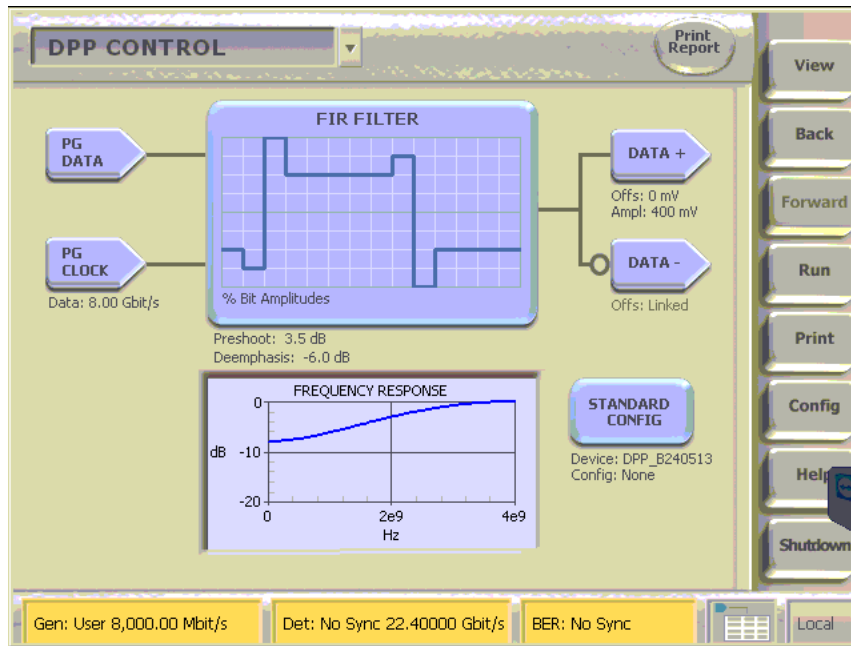 DPP CONTROL
Print
Report
View
Back
Forward
Run
Print
Config
Help
Shutdown
FIR FILTER
PG
DATA
PG
CLOCK
Data: 8.00 Gbit/s
% Bit Amplitudes
DATA +
Offs: 0 mV
Ampl: 400 mV
DATA -
Offs: Linked
Preshoot: 3.5 dB
Deemphasis: -6.0 dB
FREQUENCY RESPONSE
0
dB -10
-20
0 2e9 4e9
Hz
STANDARD
CONFIG
Device: DPP_B240513
Config: None
Gen: User 8,000.00 Mbit/s
Det: No Sync 22.40000 Gbit/s
BER: No Sync
Local